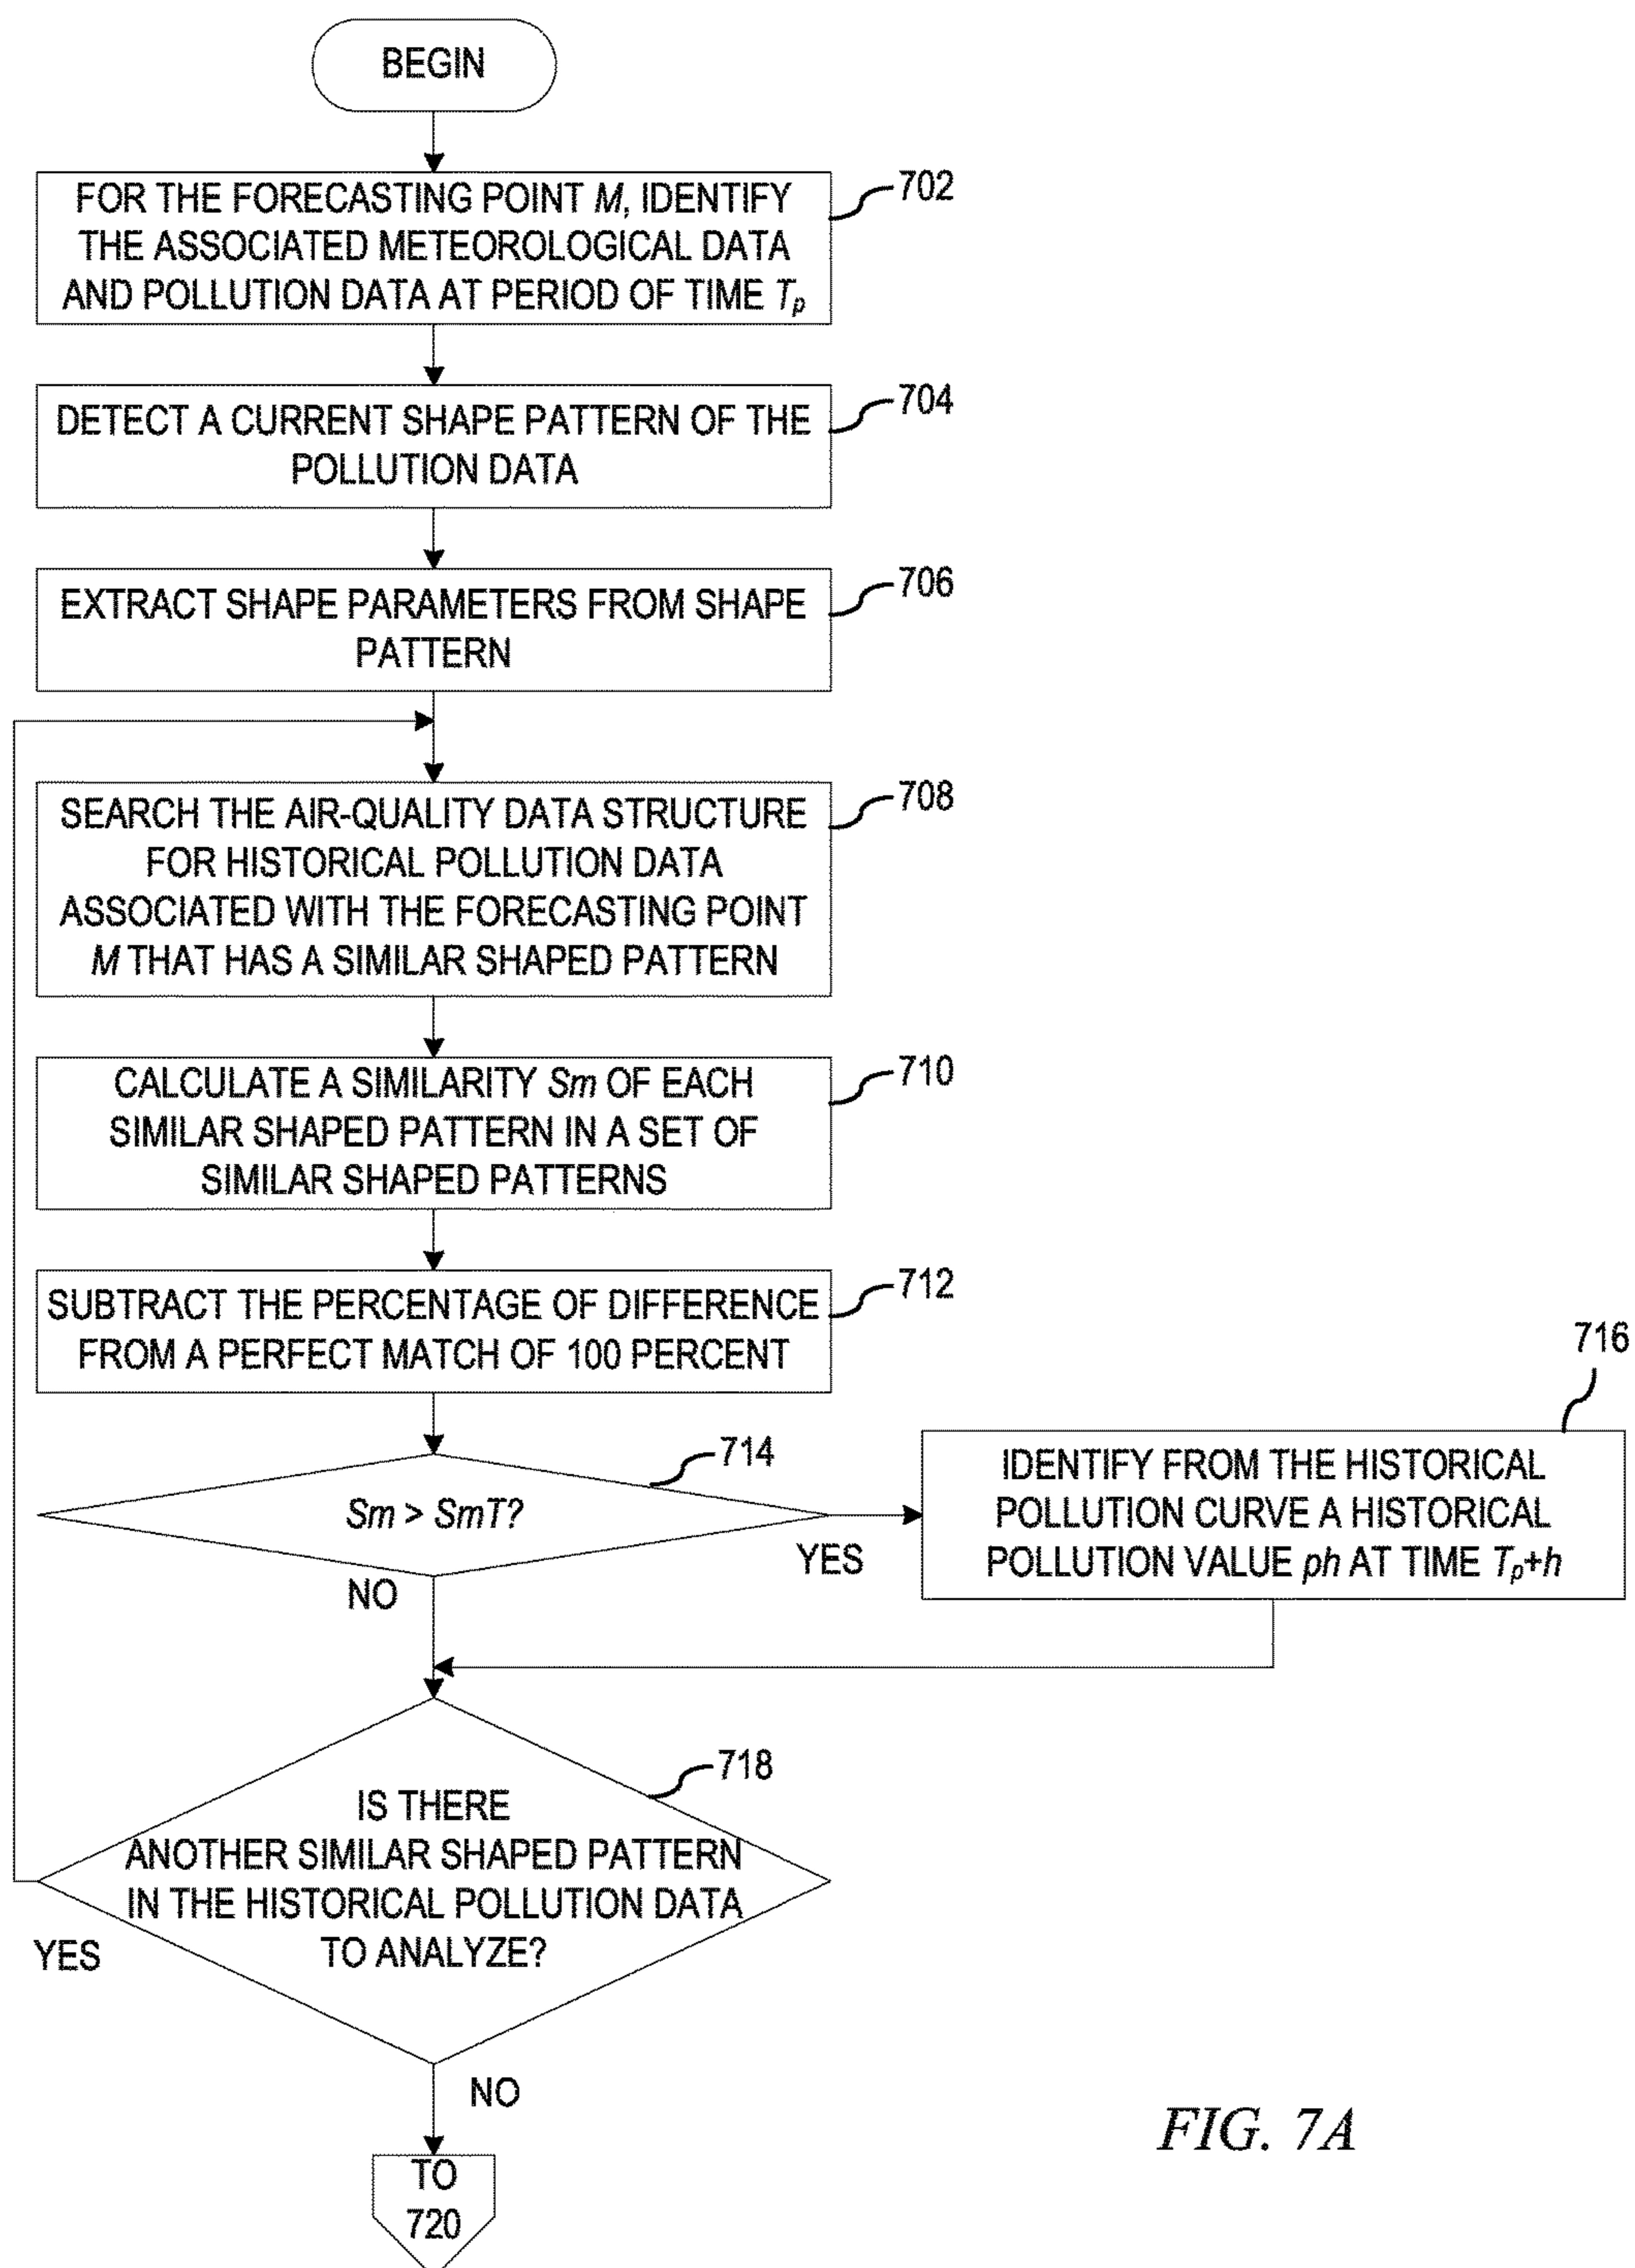 BEGIN
FOR THE FORECASTING POINT M, IDENTIFY
THE ASSOCIATED METEOROLOGICAL DATA
AND POLLUTION DATA AT PERIOD OF TIME Tp
702
DETECT A CURRENT SHAPE PATTERN OF THE
POLLUTION DATA
704
EXTRACT SHAPE PARAMETERS FROM SHAPE
PATTERN
706
SEARCH THE AIR-QUALITY DATA STRUCTURE
FOR HISTORICAL POLLUTION DATA
ASSOCIATED WITH THE FORECASTING POINT
M THAT HAS A SIMILAR SHAPED PATTERN
708
CALCULATE A SIMILARITY Sm OF EACH
SIMILAR SHAPED PATTERN IN A SET OF
SIMILAR SHAPED PATTERNS
710
SUBTRACT THE PERCENTAGE OF DIFFERENCE
FROM A PERFECT MATCH OF 100 PERCENT
712
Sm > SmT?
714
YES
NO
716
IDENTIFY FROM THE HISTORICAL
POLLUTION CURVE A HISTORICAL
POLLUTION VALUE ph AT TIME Tp+h
718
IS THERE
ANOTHER SIMILAR SHAPED PATTERN
IN THE HISTORICAL POLLUTION DATA
TO ANALYZE?
YES
NO
TO
720
FIG. 7A